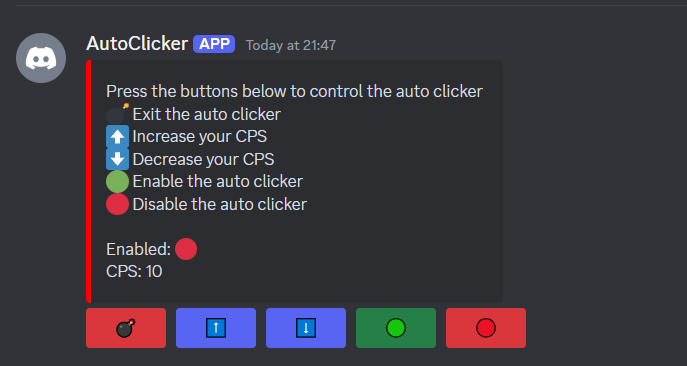 AutoClicker APP Today at 21:47
Press the buttons below to control the auto clicker
Exit the auto clicker
Increase your CPS
Decrease your CPS
Enable the auto clicker
Disable the auto clicker
Enabled:
CPS: 10